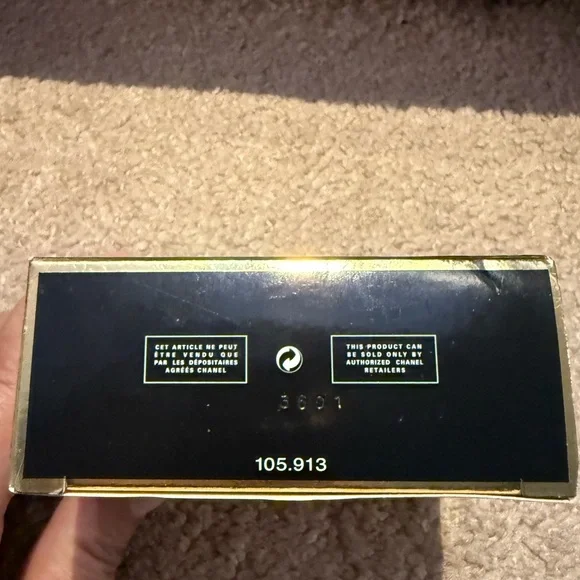 CET ARTICLE NE PEUT
ÊTRE VENDU QUE
PAR LES DÉPOSITAIRES
AGRÉÉS CHANEL
THIS PRODUCT CAN
BE SOLD ONLY BY
AUTHORIZED CHANEL
RETAILERS
105.913